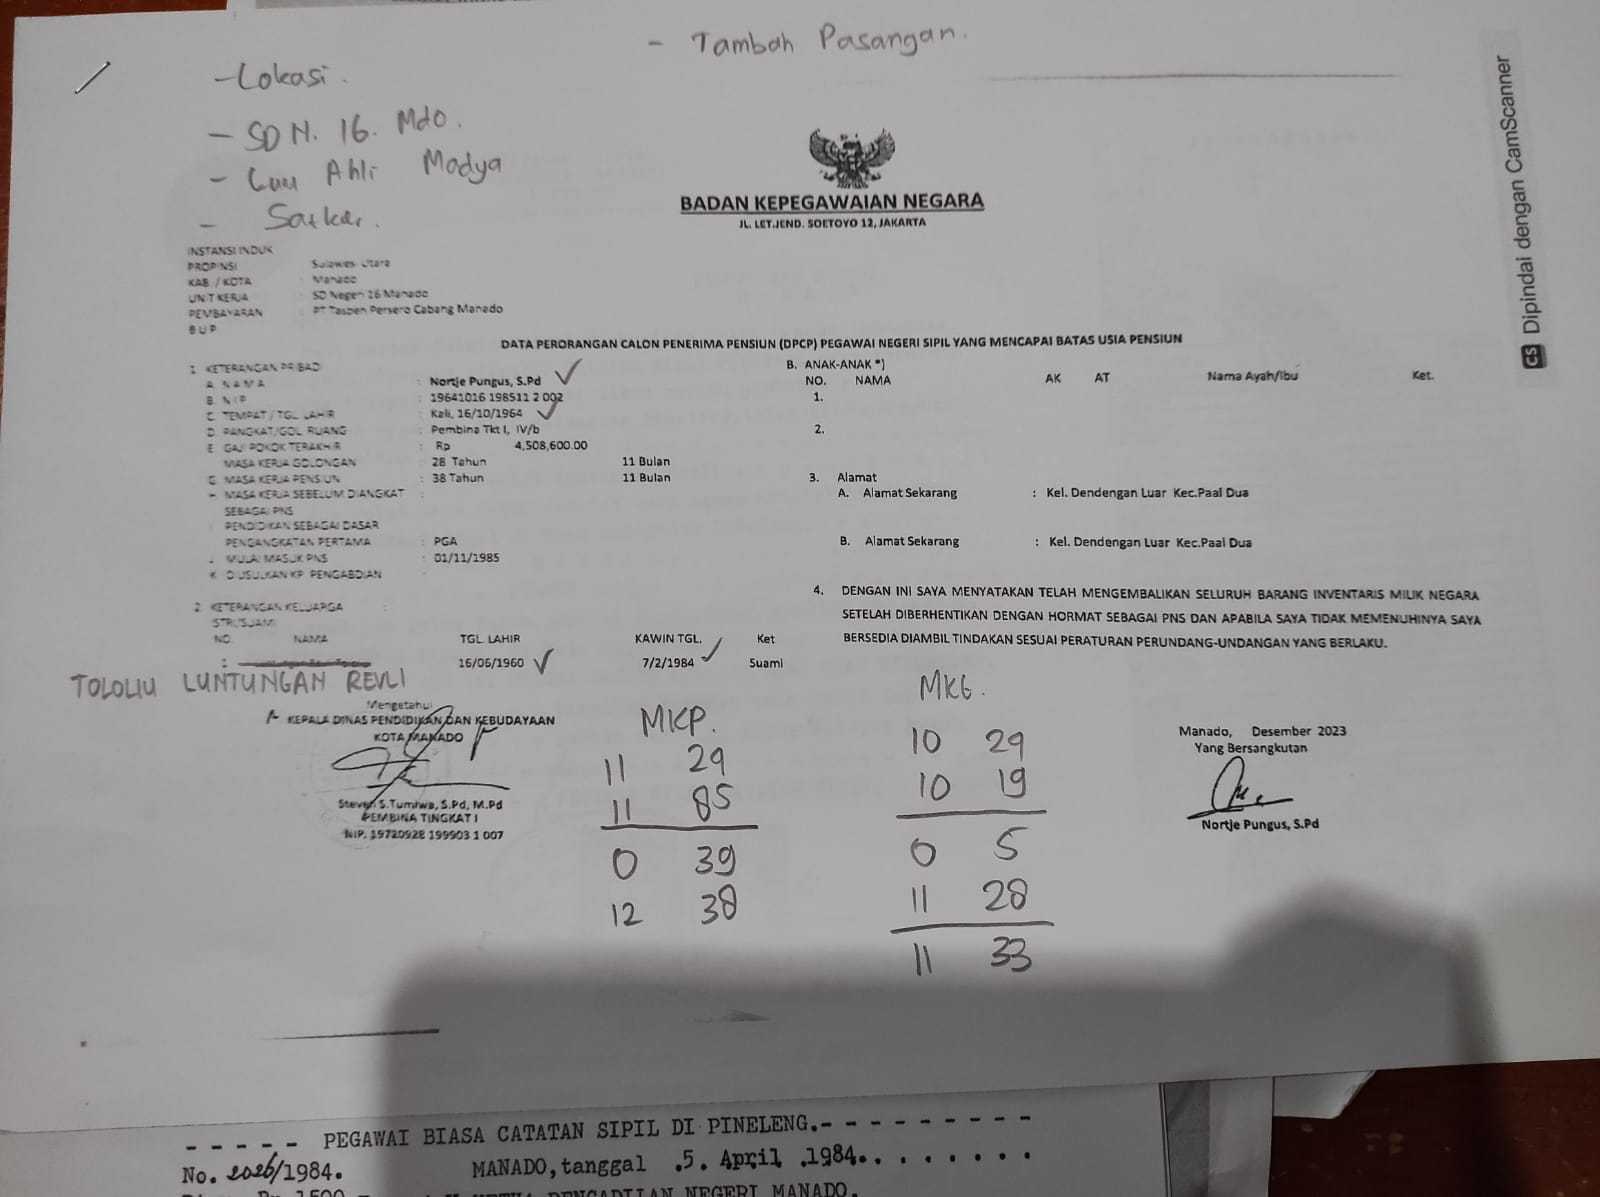 - Tambah Pasangan.
- Lokasi.
- SD N. 16. Mdo.
- Guru Ahli Madya
- Satker.
BADAN KEPEGAWAIAN NEGARA
JL. LET.JEND. SOETOYO 12, JAKARTA
CS Dipindai dengan CamScanner
INSTANSI INDUK
PROPINSI : Sulawesi Utara
KAB. / KOTA : Manado
UNIT KERJA : SD Negeri 16 Manado
PEMBAYARAN : PT Taspen Persero Cabang Manado
B U P
DATA PERORANGAN CALON PENERIMA PENSIUN (DPCP) PEGAWAI NEGERI SIPIL YANG MENCAPAI BATAS USIA PENSIUN
1. KETERANGAN PRIBADI
A. N A M A : Nortje Pungus, S.Pd
B. N I P : 19641016 198511 2 002
C. TEMPAT / TGL. LAHIR : Kali, 16/10/1964
D. PANGKAT/GOL. RUANG : Pembina Tkt I, IV/b
E. GAJI POKOK TERAKHIR : Rp 4,508,600.00
MASA KERJA GOLONGAN : 28 Tahun 11 Bulan
G. MASA KERJA PENSIUN : 38 Tahun 11 Bulan
H. MASA KERJA SEBELUM DIANGKAT :
SEBAGAI PNS
I. PENDIDIKAN SEBAGAI DASAR
PENGANGKATAN PERTAMA : PGA
J. MULAI MASUK PNS : 01/11/1985
K. DIUSULKAN KP. PENGABDIAN :
2. KETERANGAN KELUARGA :
ISTRI/SUAMI
NO. NAMA TGL. LAHIR KAWIN TGL. Ket
1. 16/06/1960 7/2/1984 Suami
TOLOLIU LUNTUNGAN REVLI
B. ANAK-ANAK *)
NO. NAMA AK AT Nama Ayah/Ibu Ket.
1.
2.
3. Alamat
A. Alamat Sekarang : Kel. Dendengan Luar Kec.Paal Dua
B. Alamat Sekarang : Kel. Dendengan Luar Kec.Paal Dua
4. DENGAN INI SAYA MENYATAKAN TELAH MENGEMBALIKAN SELURUH BARANG INVENTARIS MILIK NEGARA
SETELAH DIBERHENTIKAN DENGAN HORMAT SEBAGAI PNS DAN APABILA SAYA TIDAK MEMENUHINYA SAYA
BERSEDIA DIAMBIL TINDAKAN SESUAI PERATURAN PERUNDANG-UNDANGAN YANG BERLAKU.
Mengetahui
KEPALA DINAS PENDIDIKAN DAN KEBUDAYAAN
KOTA MANADO
Steven S.Tumiwa, S.Pd, M.Pd
PEMBINA TINGKAT I
NIP. 19720928 199903 1 007
MKP.
11 29
11 85
0 39
12 38
MKG.
10 29
10 19
0 5
11 28
11 33
Manado, Desember 2023
Yang Bersangkutan
Nortje Pungus, S.Pd
- - - - - PEGAWAI BIASA CATATAN SIPIL DI PINELENG.- - - - - - - - -
No. 2026/1984. MANADO,tanggal .5. April .1984.. . . . . . . .
KETUA PENGADILAN NEGERI MANADO.